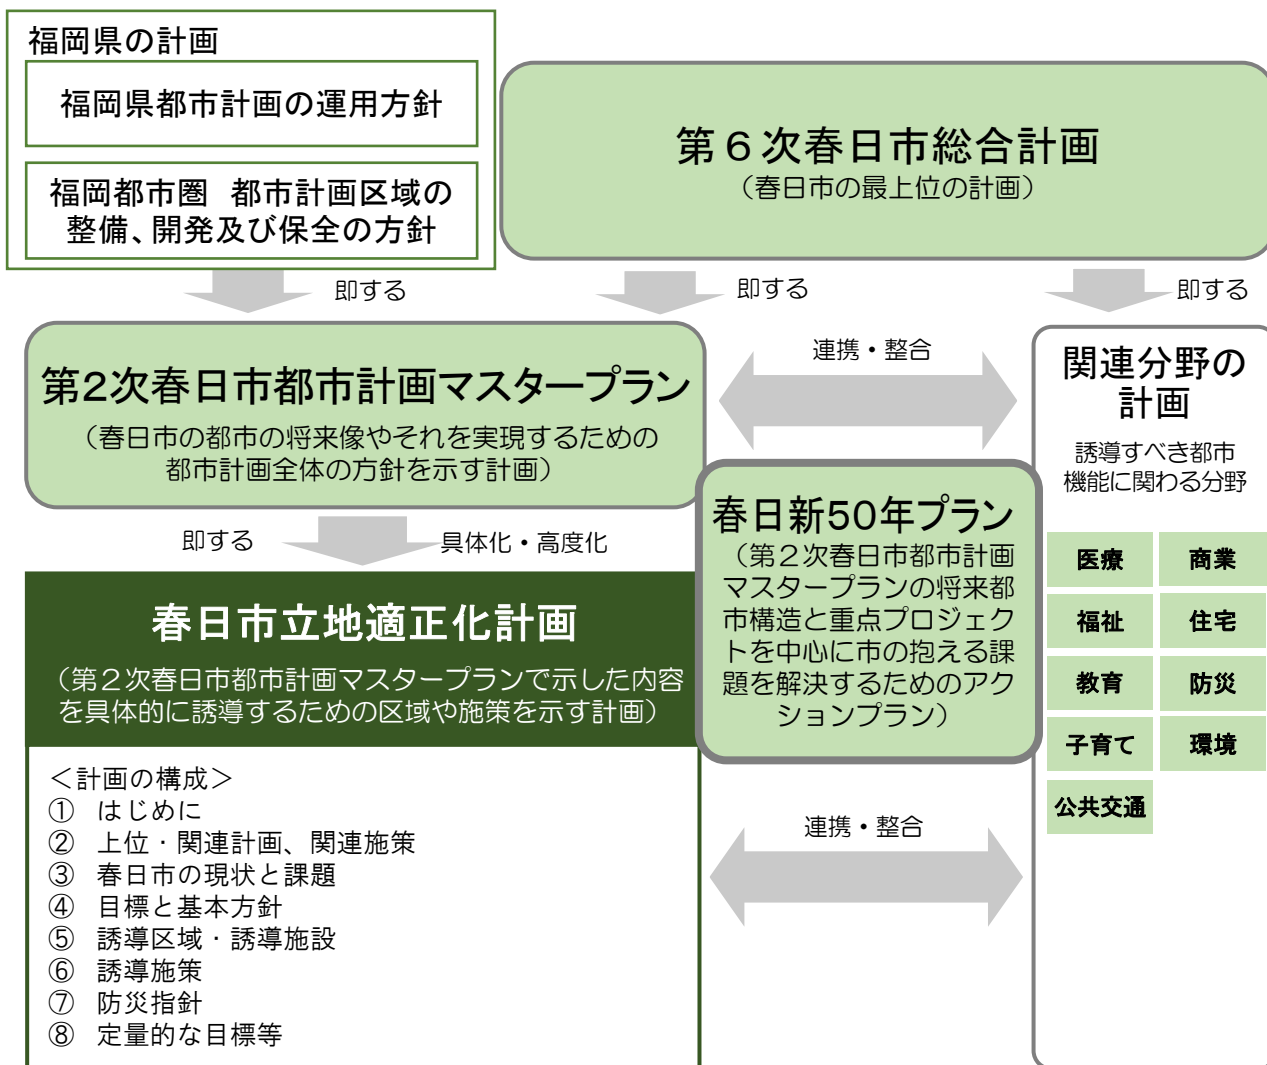 福岡県の計画
福岡県都市計画の運用方針
福岡都市圏 都市計画区域の
整備、開発及び保全の方針
第６次春日市総合計画
（春日市の最上位の計画）
即する
即する
即する
第2次春日市都市計画マスタープラン
（春日市の都市の将来像やそれを実現するための
都市計画全体の方針を示す計画）
連携・整合
関連分野の
計画
誘導すべき都市
機能に関わる分野
医療
商業
福祉
住宅
教育
防災
子育て
環境
公共交通
春日新50年プラン
（第２次春日市都市計画
マスタープランの将来都
市構造と重点プロジェク
トを中心に市の抱える課
題を解決するためのアク
ションプラン）
即する
具体化・高度化
春日市立地適正化計画
（第２次春日市都市計画マスタープランで示した内容
を具体的に誘導するための区域や施策を示す計画）
＜計画の構成＞
① はじめに
② 上位・関連計画、関連施策
③ 春日市の現状と課題
④ 目標と基本方針
⑤ 誘導区域・誘導施設
⑥ 誘導施策
⑦ 防災指針
⑧ 定量的な目標等
連携・整合